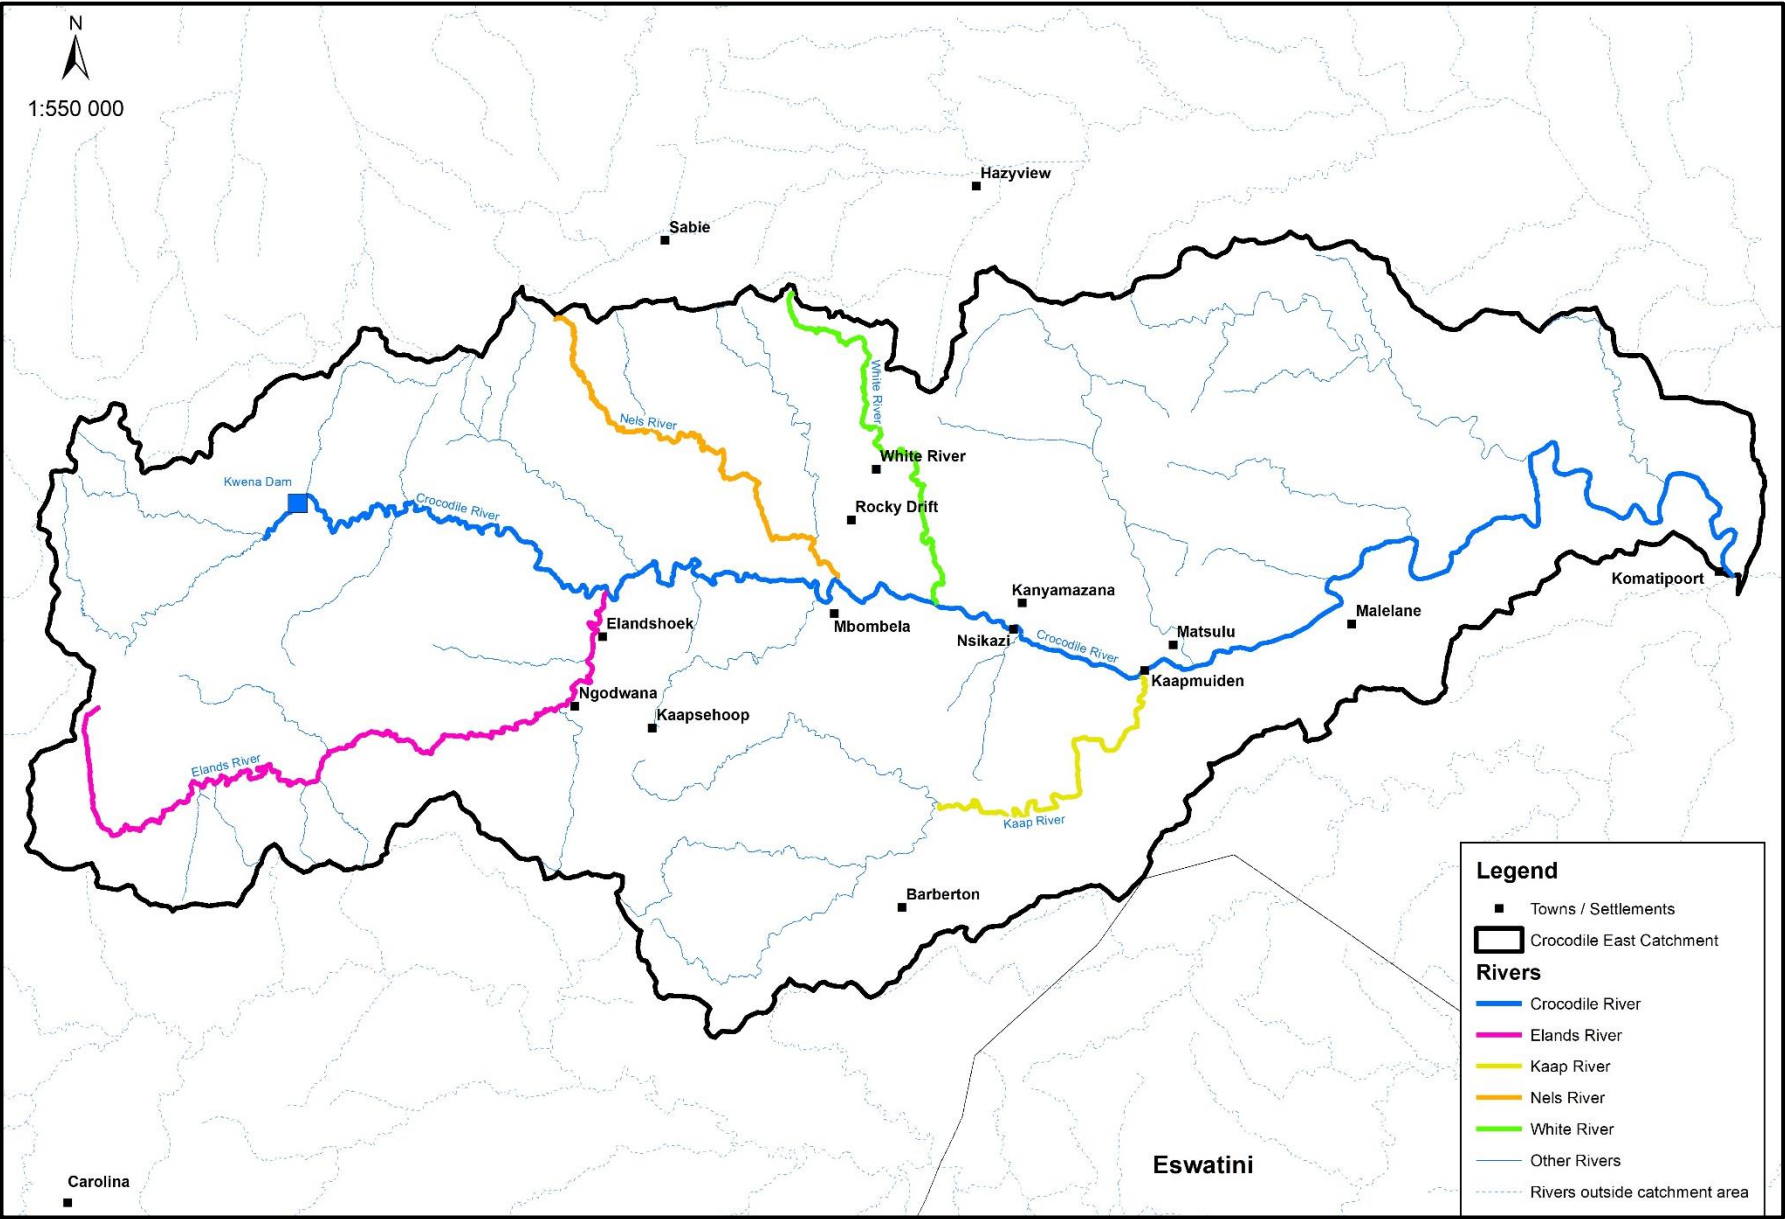 N
1:550 000
Hazyview
Sabie
White River
Nels River
White River
Kwena Dam
Crocodile River
Rocky Drift
Komatipoort
Kanyamazana
Malelane
Elandshoek
Mbombela
Matsulu
Nsikazi
Crocodile River
Kaapmuiden
Ngodwana
Kaapsehoop
Elands River
Kaap River
Barberton
Legend
Towns / Settlements
Crocodile East Catchment
Rivers
Crocodile River
Elands River
Kaap River
Nels River
White River
Other Rivers
Rivers outside catchment area
Eswatini
Carolina